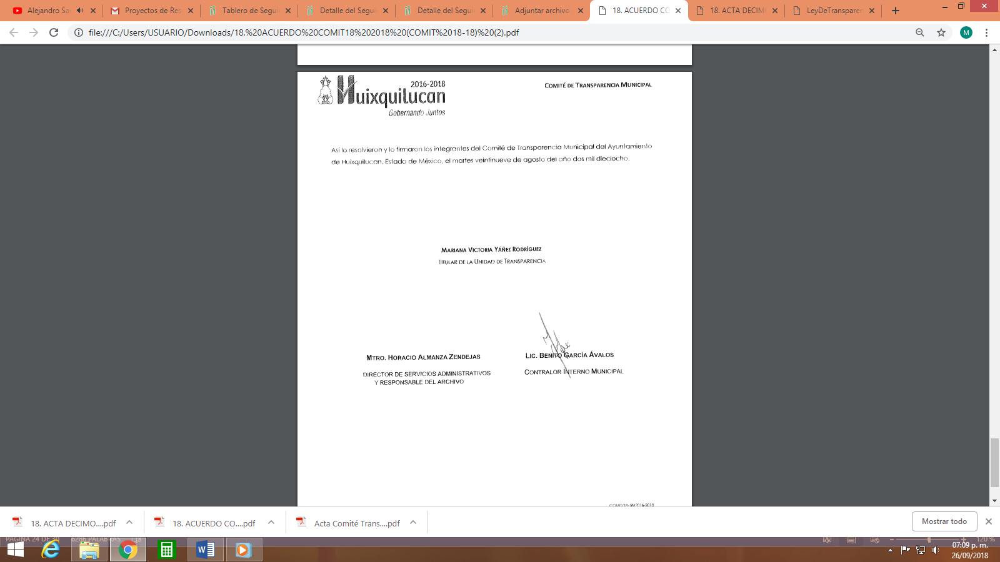 Alejandro Sa
Proyectos de Res
Tablero de Segui
Detalle del Segui
Detalle del Segui
Adjuntar archivo
18. ACUERDO CO
18. ACTA DECIM
LeyDeTransparen
file:///C:/Users/USUARIO/Downloads/18.%20ACUERDO%20COMIT18%202018%20(COMIT%2018-18)%20(2).pdf
M
2016-2018
Huixquilucan
Gobernando Juntos
COMITÉ DE TRANSPARENCIA MUNICIPAL
Así lo resolvieron y lo firmaron los integrantes del Comité de Transparencia Municipal del Ayuntamiento
de Huixquilucan, Estado de México, el martes veintinueve de agosto del año dos mil dieciocho.
MARIANA VICTORIA YÁÑEZ RODRÍGUEZ
TITULAR DE LA UNIDAD DE TRANSPARENCIA
MTRO. HORACIO ALMANZA ZENDEJAS
DIRECTOR DE SERVICIOS ADMINISTRATIVOS
Y RESPONSABLE DEL ARCHIVO
LIC. BENITO GARCÍA ÁVALOS
CONTRALOR INTERNO MUNICIPAL
18. ACTA DECIMO....pdf
18. ACUERDO CO....pdf
Acta Comité Trans....pdf
Mostrar todo
PÁGINA 24 DE 30
6286 PALABRAS
120 %
07:09 p. m.
26/09/2018